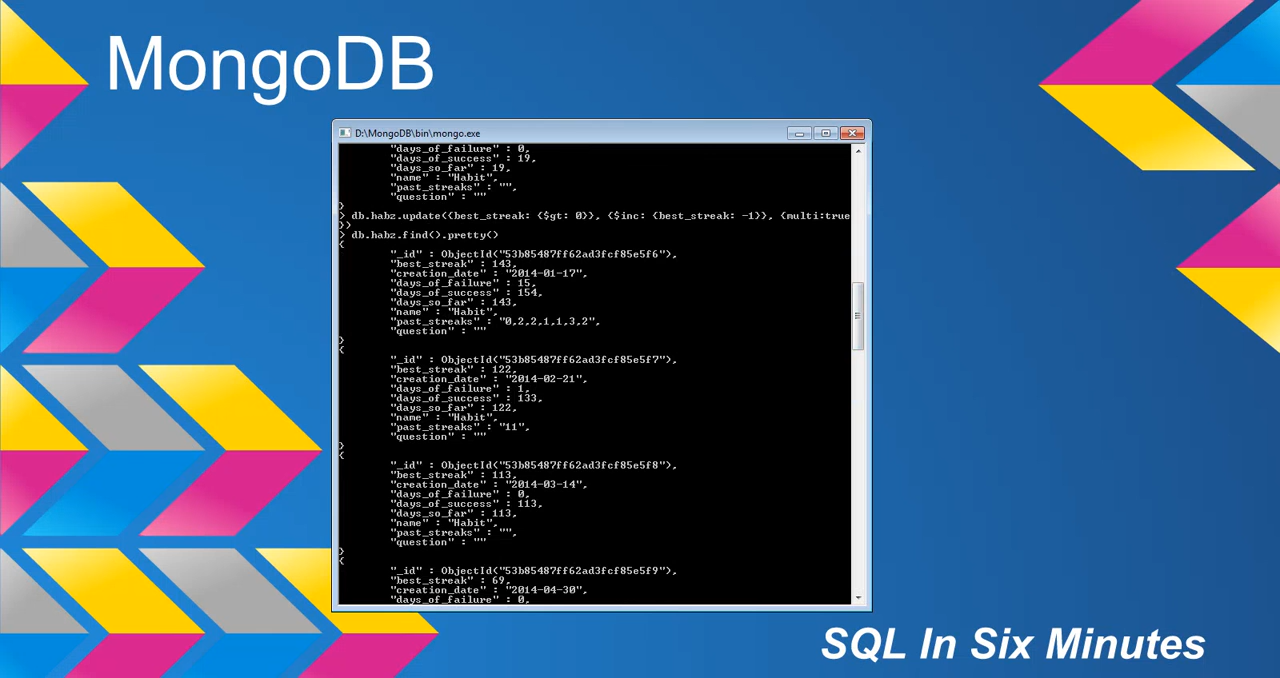 MongoDB
D:\MongoDB\bin\mongo.exe
"days_of_failure" : 0,
"days_of_success" : 19,
"days_so_far" : 19,
"name" : "Habit",
"past_streaks" : "",
"question" : ""
}
> db.habz.update({best_streak: {$gt: 0}}, {$inc: {best_streak: -1}}, {multi:true
})
> db.habz.find().pretty()
{
"_id" : ObjectId("53b85487ff62ad3fcf85e5f6"),
"best_streak" : 143,
"creation_date" : "2014-01-17",
"days_of_failure" : 15,
"days_of_success" : 154,
"days_so_far" : 143,
"name" : "Habit",
"past_streaks" : "0,2,2,1,1,3,2",
"question" : ""
}
{
"_id" : ObjectId("53b85487ff62ad3fcf85e5f7"),
"best_streak" : 122,
"creation_date" : "2014-02-21",
"days_of_failure" : 1,
"days_of_success" : 133,
"days_so_far" : 122,
"name" : "Habit",
"past_streaks" : "11",
"question" : ""
}
{
"_id" : ObjectId("53b85487ff62ad3fcf85e5f8"),
"best_streak" : 113,
"creation_date" : "2014-03-14",
"days_of_failure" : 0,
"days_of_success" : 113,
"days_so_far" : 113,
"name" : "Habit",
"past_streaks" : "",
"question" : ""
}
{
"_id" : ObjectId("53b85487ff62ad3fcf85e5f9"),
"best_streak" : 69,
"creation_date" : "2014-04-30",
"days_of_failure" : 0,
SQL In Six Minutes